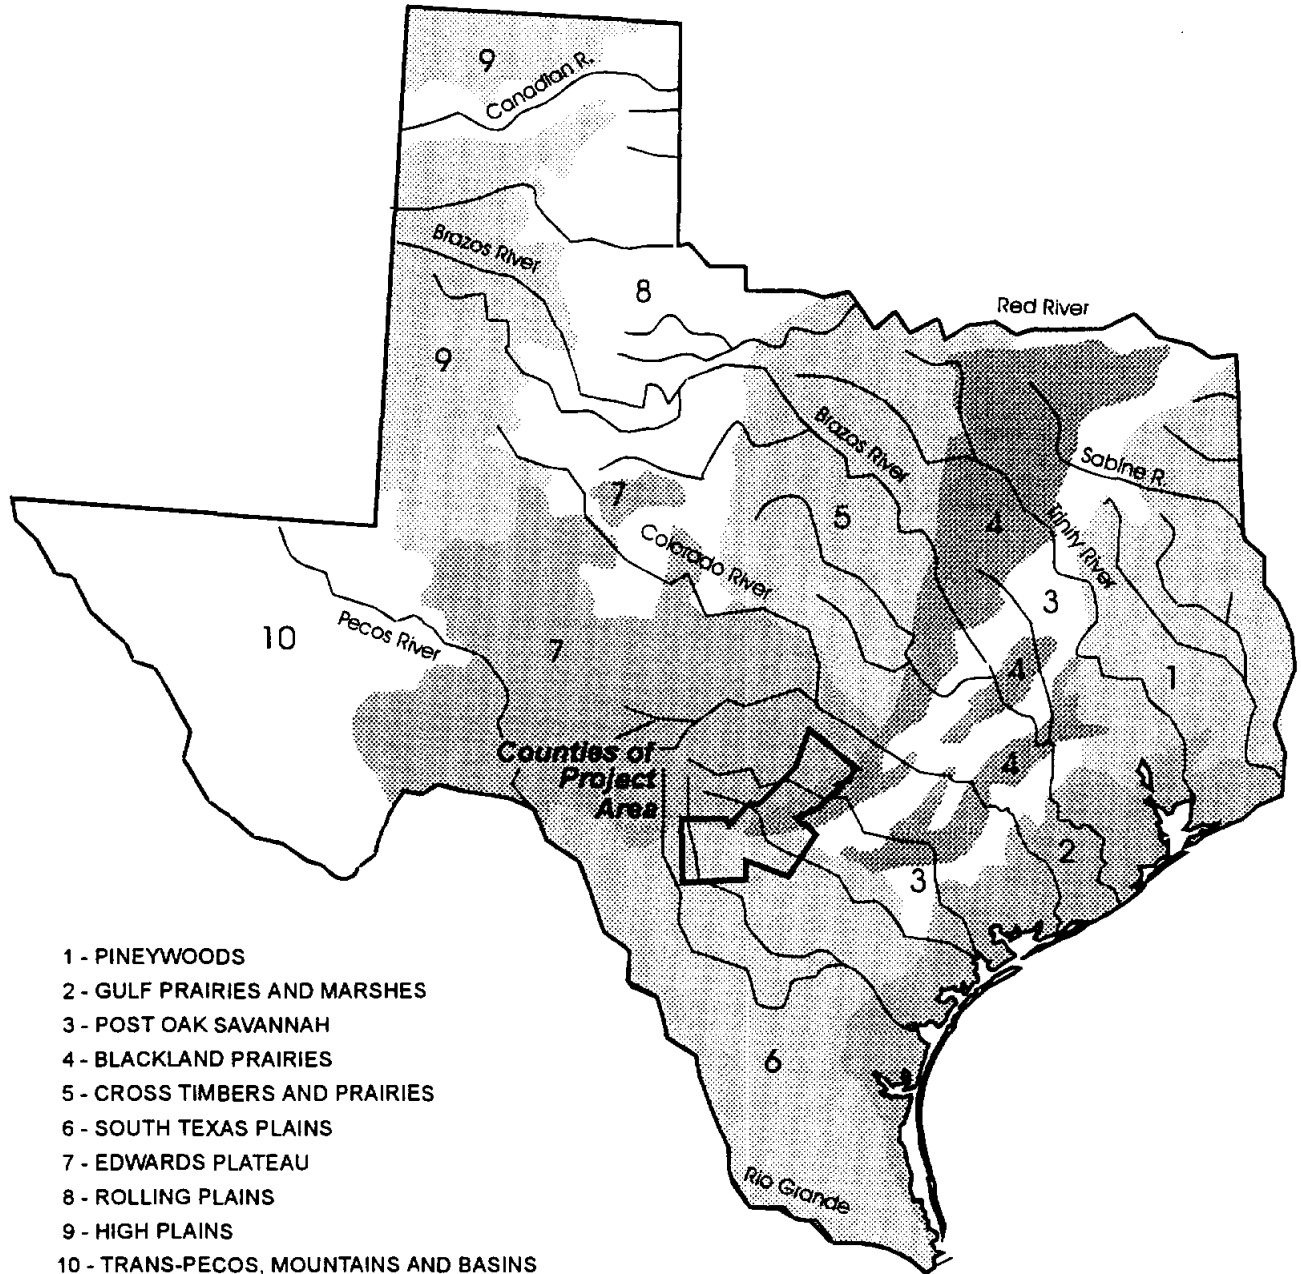 9
Canadian R.
Brazos River
8
Red River
9
Brazos River
Sabine R.
7
5
4
Trinity River
Colorado River
3
10
Pecos River
7
4
1
Counties of
Project
Area
4
2
3
6
Rio Grande
1 - PINEYWOODS
2 - GULF PRAIRIES AND MARSHES
3 - POST OAK SAVANNAH
4 - BLACKLAND PRAIRIES
5 - CROSS TIMBERS AND PRAIRIES
6 - SOUTH TEXAS PLAINS
7 - EDWARDS PLATEAU
8 - ROLLING PLAINS
9 - HIGH PLAINS
10 - TRANS-PECOS, MOUNTAINS AND BASINS